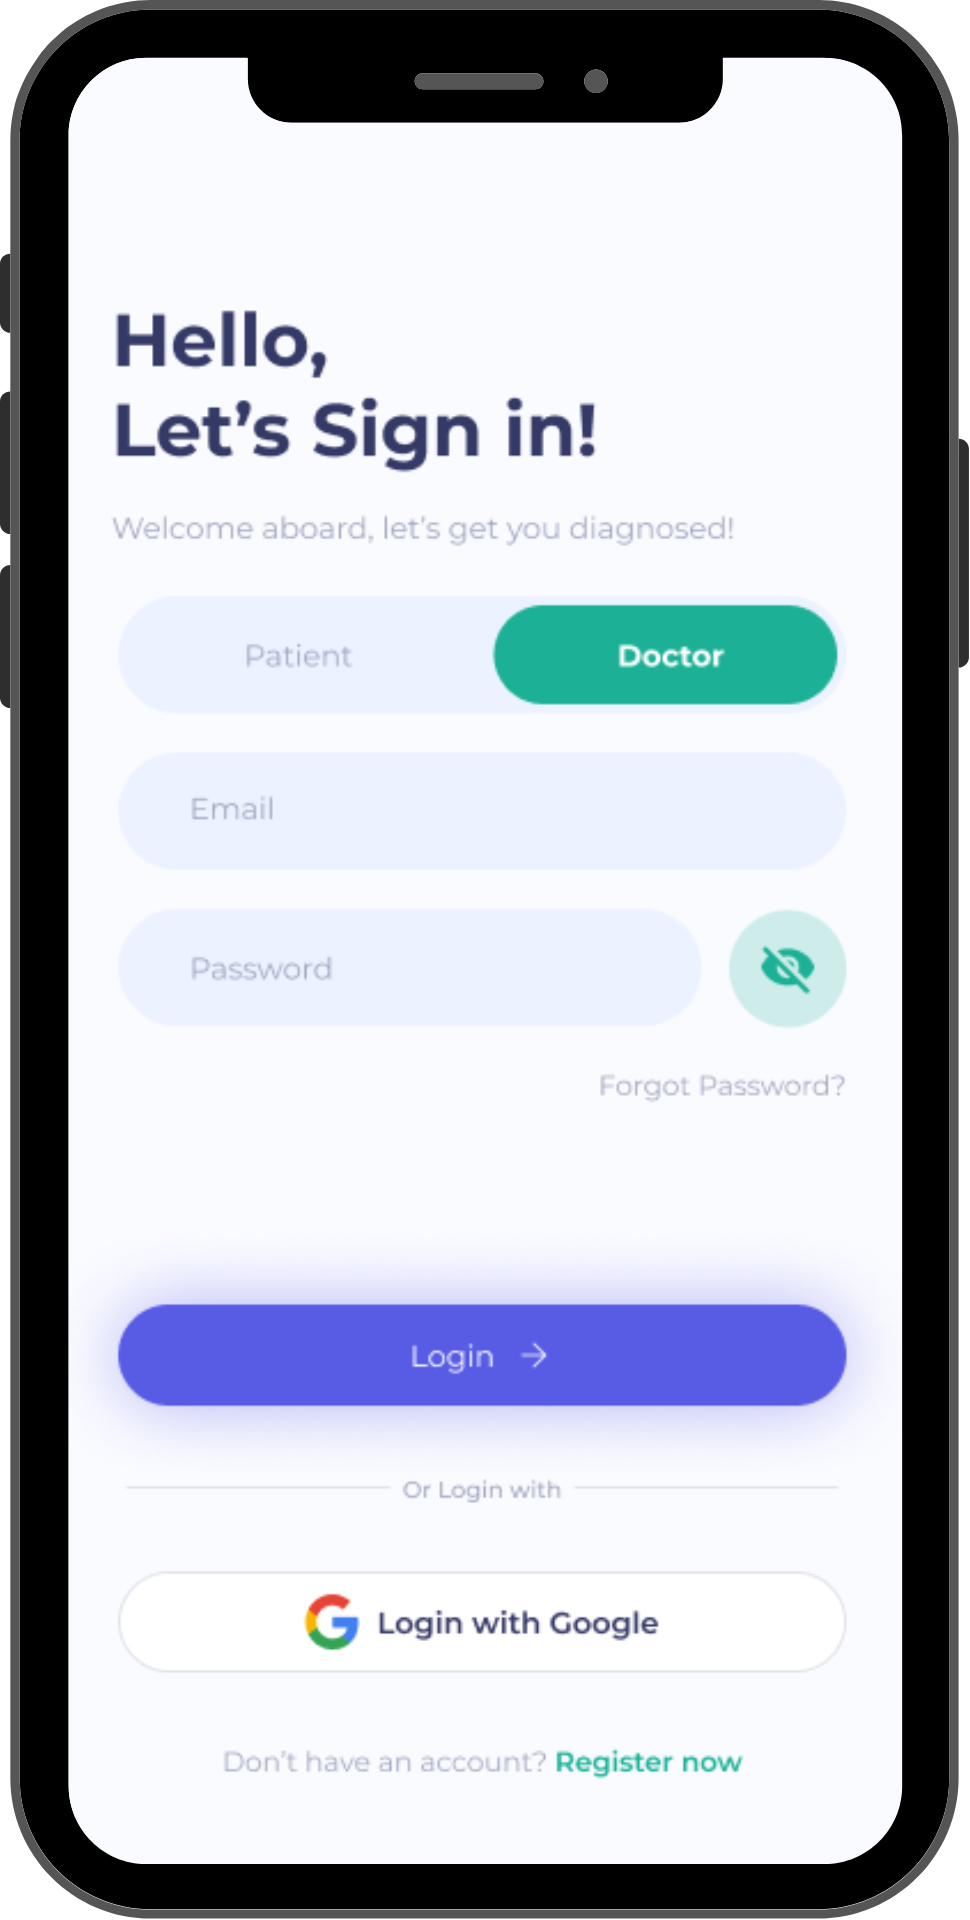 Hello,
Let’s Sign in!
Welcome aboard, let’s get you diagnosed!
Patient Doctor
Email
Password
Forgot Password?
Login
Or Login with
Login with Google
Don’t have an account? Register now